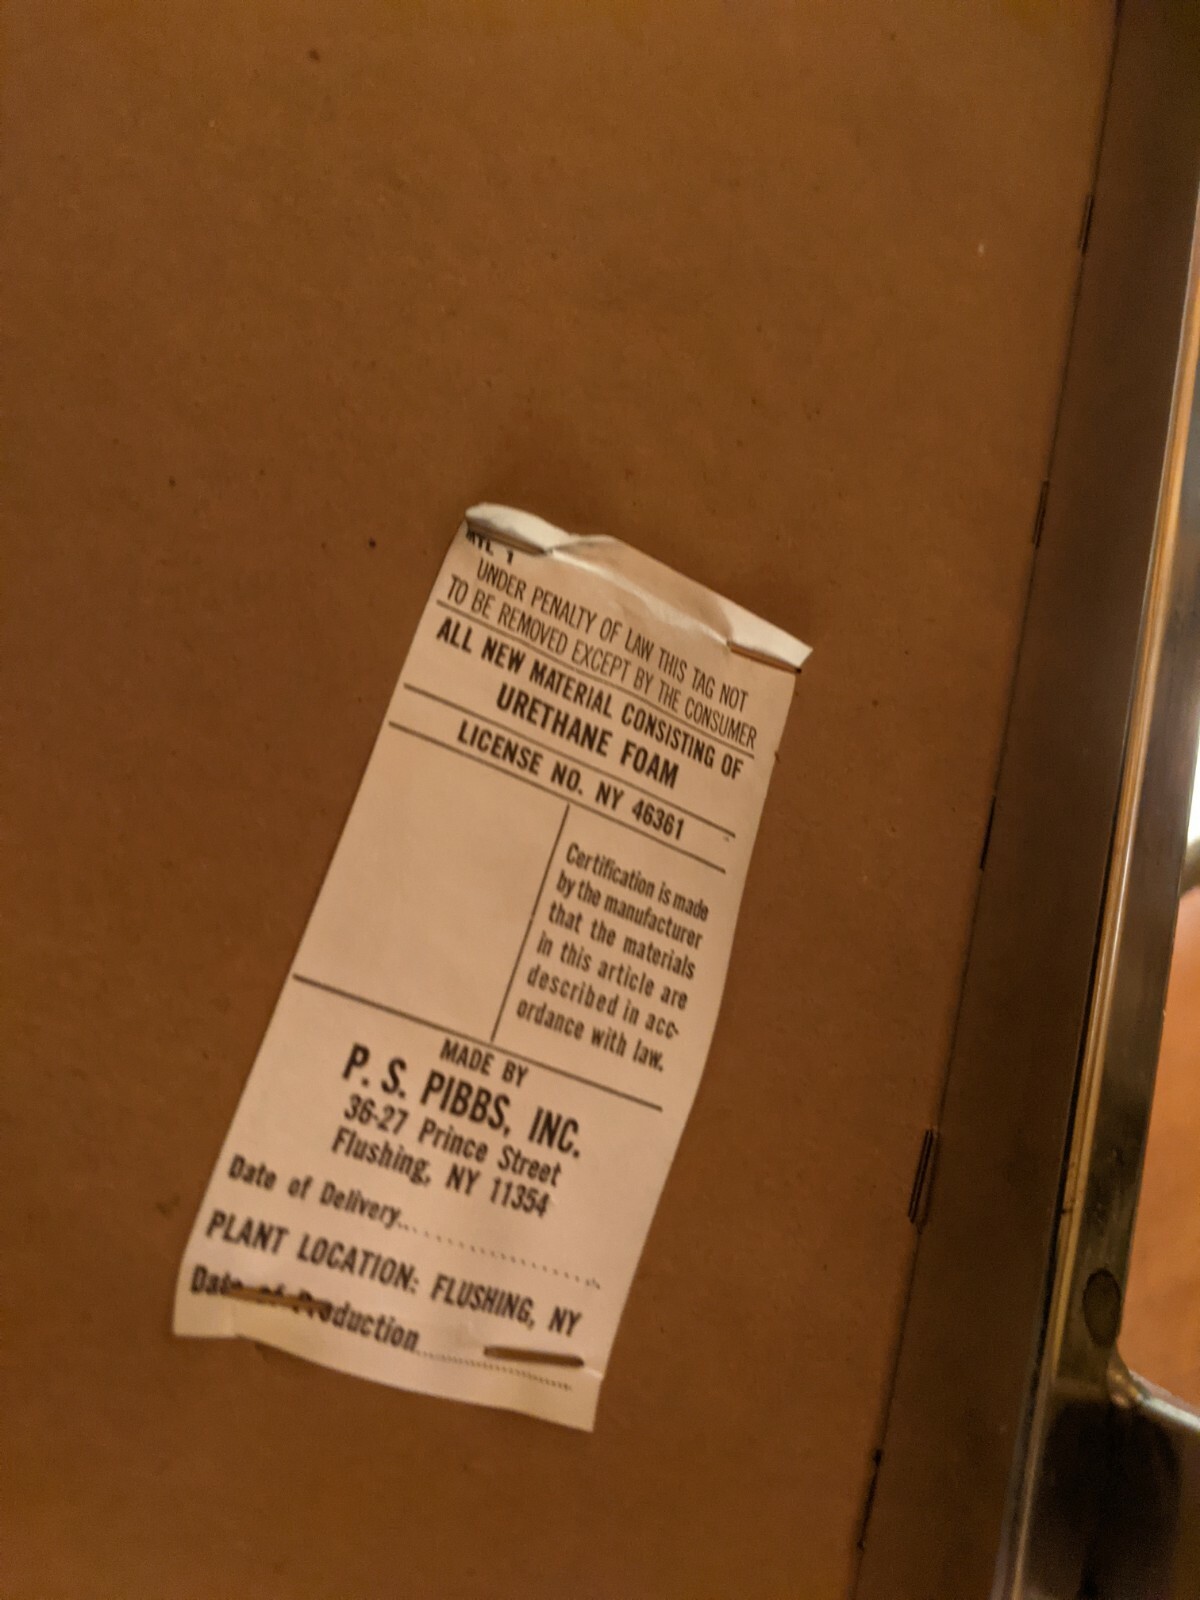 MTL 1
UNDER PENALTY OF LAW THIS TAG NOT
TO BE REMOVED EXCEPT BY THE CONSUMER
ALL NEW MATERIAL CONSISTING OF
URETHANE FOAM
LICENSE NO. NY 46361
Certification is made
by the manufacturer
that the materials
in this article are
described in acc-
ordance with law.
MADE BY
P. S. PIBBS, INC.
36-27 Prince Street
Flushing, NY 11354
Date of Delivery
PLANT LOCATION: FLUSHING, NY
Date of Production